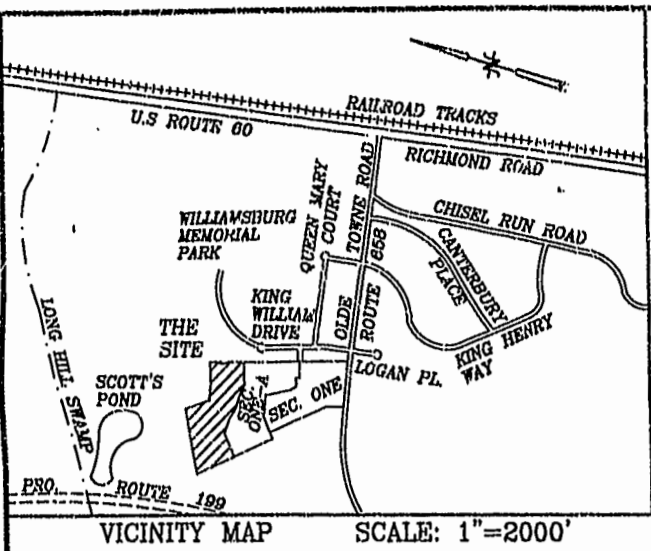 N
RAILROAD TRACKS
U.S ROUTE 60
RICHMOND ROAD
QUEEN MARY
COURT
TOWNE ROAD
OLDE
ROUTE 658
CHISEL RUN ROAD
CANTERBURY
PLACE
WILLIAMSBURG
MEMORIAL
PARK
KING
WILLIAM
DRIVE
THE
SITE
KING HENRY
WAY
LOGAN PL.
LONG HILL SWAMP
SCOTT'S
POND
SEC.
ONE-A
SEC. ONE
PRO. ROUTE 199
VICINITY MAP SCALE: 1"=2000'